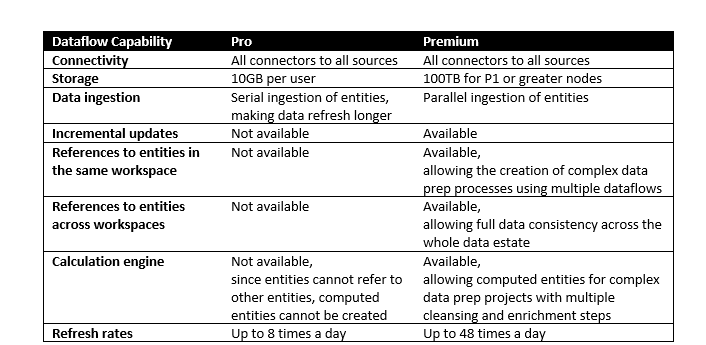 Dataflow Capability Pro Premium
Connectivity All connectors to all sources All connectors to all sources
Storage 10GB per user 100TB for P1 or greater nodes
Data ingestion Serial ingestion of entities, Parallel ingestion of entities
making data refresh longer
Incremental updates Not available Available
References to entities in Not available Available,
the same workspace allowing the creation of complex data
prep processes using multiple dataflows
References to entities Not available Available,
across workspaces allowing full data consistency across the
whole data estate
Calculation engine Not available, Available,
since entities cannot refer to allowing computed entities for complex
other entities, computed data prep projects with multiple
entities cannot be created cleansing and enrichment steps
Refresh rates Up to 8 times a day Up to 48 times a day